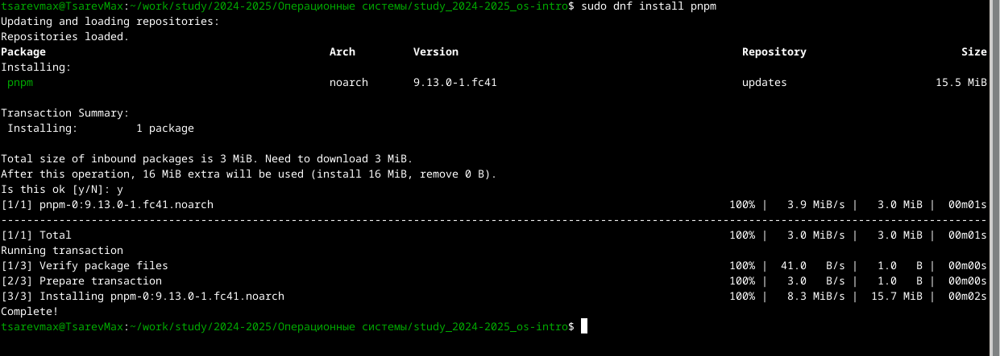 tsarevmax@TsarevMax:~/work/study/2024-2025/Операционные системы/study_2024-2025_os-intro$ sudo dnf install pnpm
Updating and loading repositories:
Repositories loaded.
Package Arch Version Repository Size
Installing:
pnpm noarch 9.13.0-1.fc41 updates 15.5 MiB
Transaction Summary:
Installing: 1 package
Total size of inbound packages is 3 MiB. Need to download 3 MiB.
After this operation, 16 MiB extra will be used (install 16 MiB, remove 0 B).
Is this ok [y/N]: y
[1/1] pnpm-0:9.13.0-1.fc41.noarch 100% | 3.9 MiB/s | 3.0 MiB | 00m01s
--------------------------------------------------------------------------------
[1/1] Total 100% | 3.0 MiB/s | 3.0 MiB | 00m01s
Running transaction
[1/3] Verify package files 100% | 41.0 B/s | 1.0 B | 00m00s
[2/3] Prepare transaction 100% | 3.0 B/s | 1.0 B | 00m00s
[3/3] Installing pnpm-0:9.13.0-1.fc41.noarch 100% | 8.3 MiB/s | 15.7 MiB | 00m02s
Complete!
tsarevmax@TsarevMax:~/work/study/2024-2025/Операционные системы/study_2024-2025_os-intro$